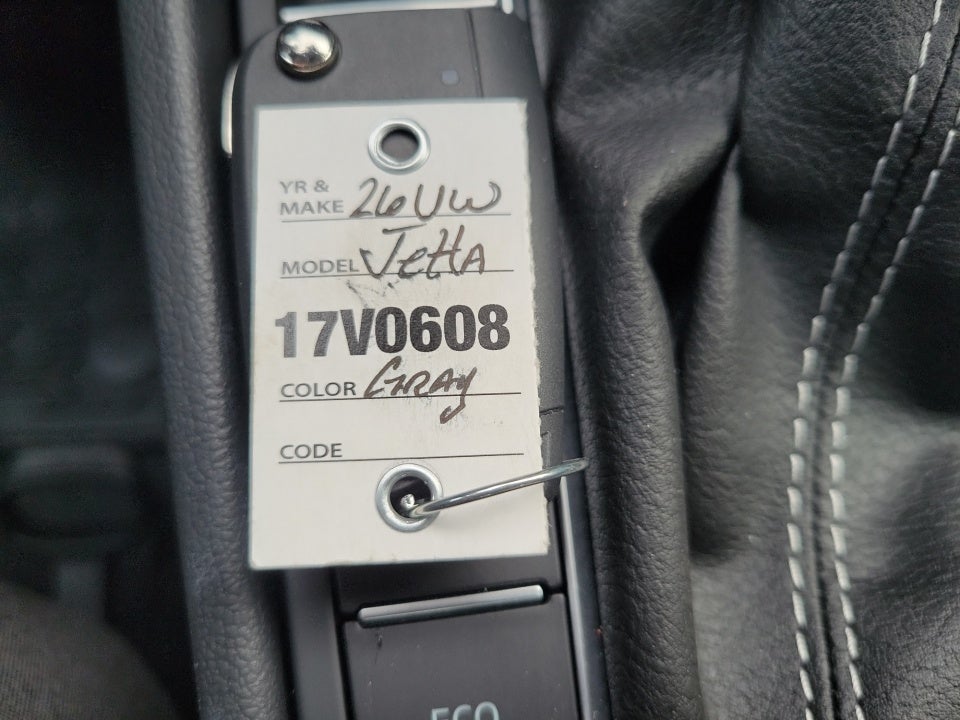 YR &
MAKE 26 VW
MODEL Jetta
17V0608
COLOR Gray
CODE
ECO